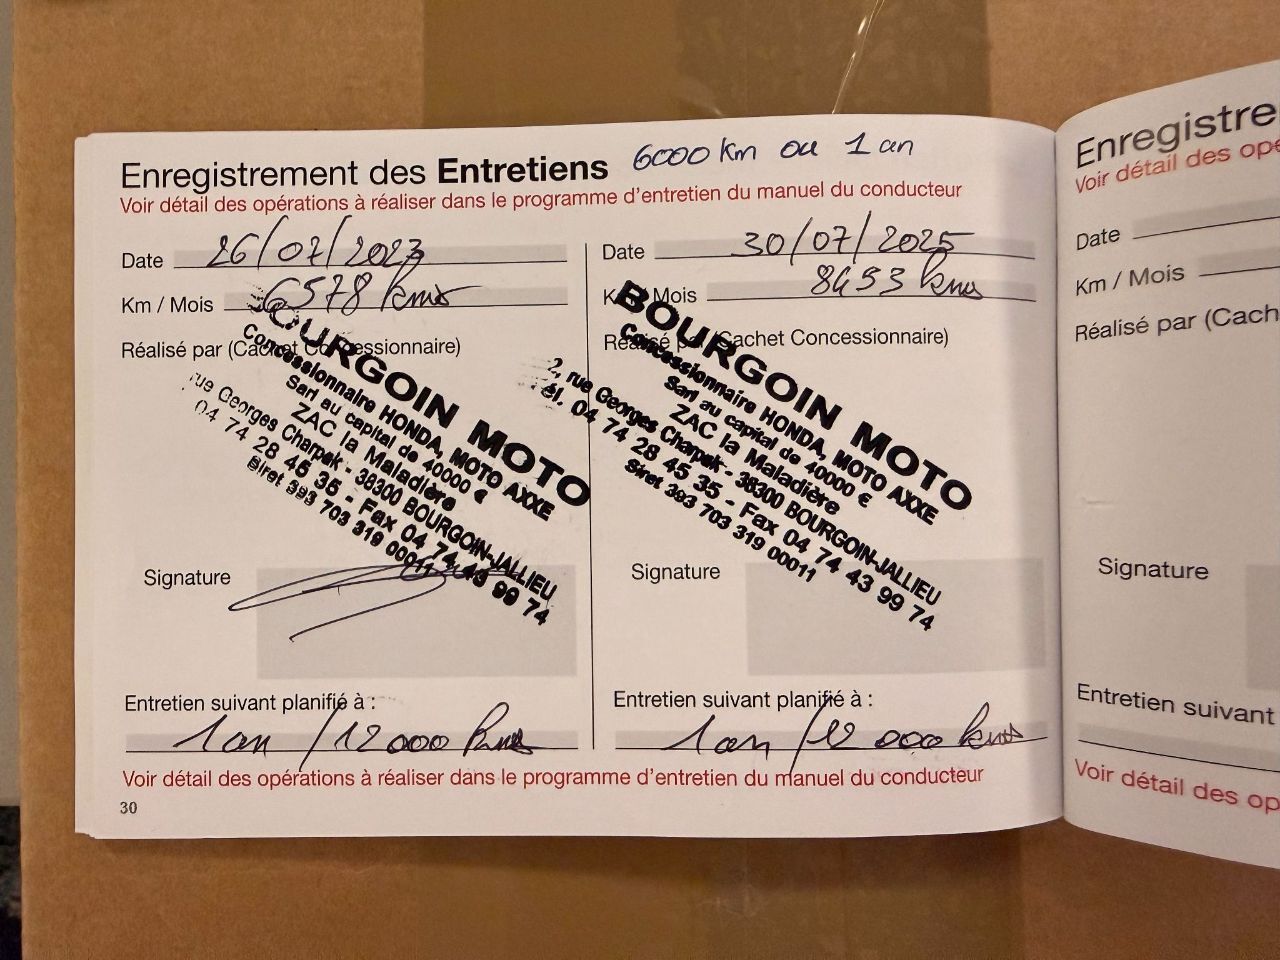 Enregistrement des Entretiens 6000 km ou 1 an
Voir détail des opérations à réaliser dans le programme d'entretien du manuel du conducteur
Date 26/07/2023
Km / Mois 6578 kms
Réalisé par (Cachet Concessionnaire)
BOURGOIN MOTO
Concessionnaire HONDA, MOTO AXXE
Sarl au capital de 40000 €
ZAC la Maladière
rue Georges Charpak - 38300 BOURGOIN-JALLIEU
04 74 28 45 35 - Fax 04 74 43 99 74
Siret 393 703 319 00011
Signature
Entretien suivant planifié à :
1 an / 12 000 kms
Date 30/07/2025
Km / Mois 8453 kms
Réalisé par (Cachet Concessionnaire)
BOURGOIN MOTO
Concessionnaire HONDA, MOTO AXXE
Sarl au capital de 40000 €
ZAC la Maladière
2, rue Georges Charpak - 38300 BOURGOIN-JALLIEU
Tél. 04 74 28 45 35 - Fax 04 74 43 99 74
Siret 393 703 319 00011
Signature
Entretien suivant planifié à :
1 an / 12 000 kms
Voir détail des opérations à réaliser dans le programme d'entretien du manuel du conducteur
30
Enregistre
Voir détail des opé
Date
Km / Mois
Réalisé par (Cach
Signature
Entretien suivant
Voir détail des op